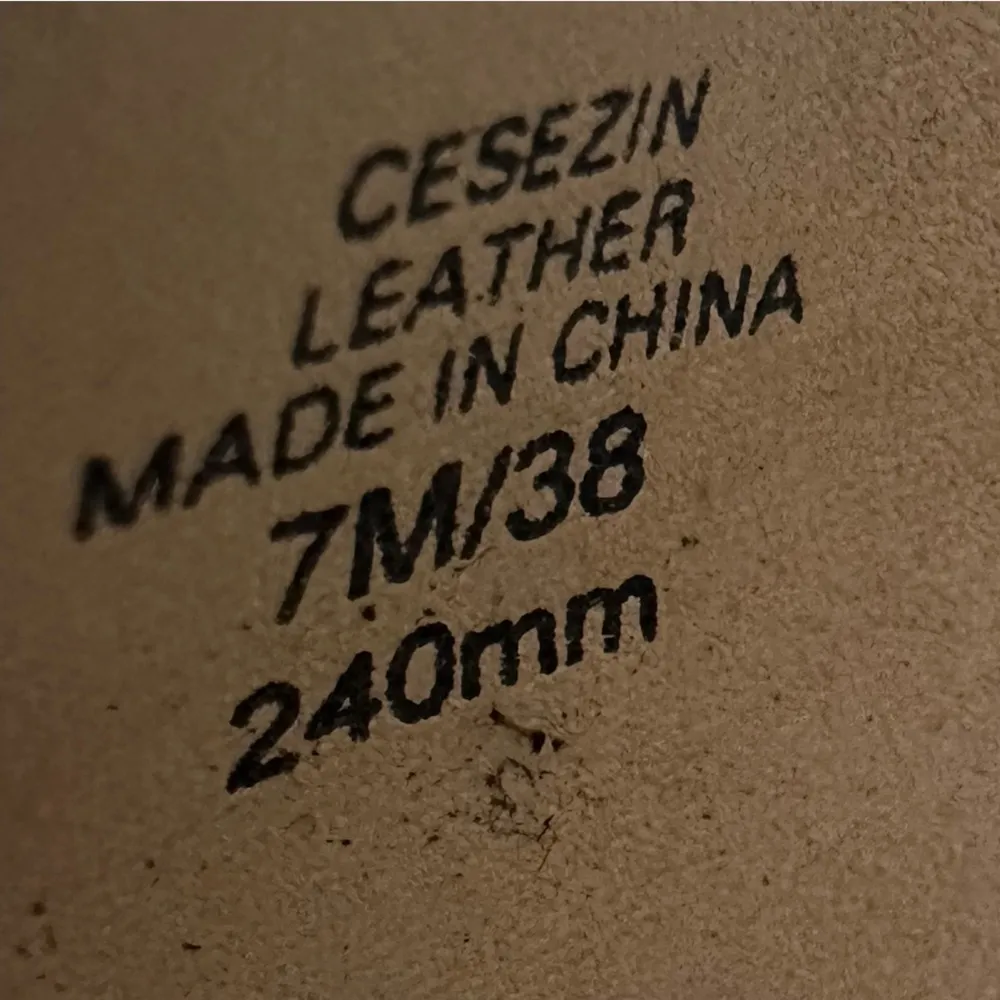 CESEZIN
LEATHER
MADE IN CHINA
7M/38
240mm